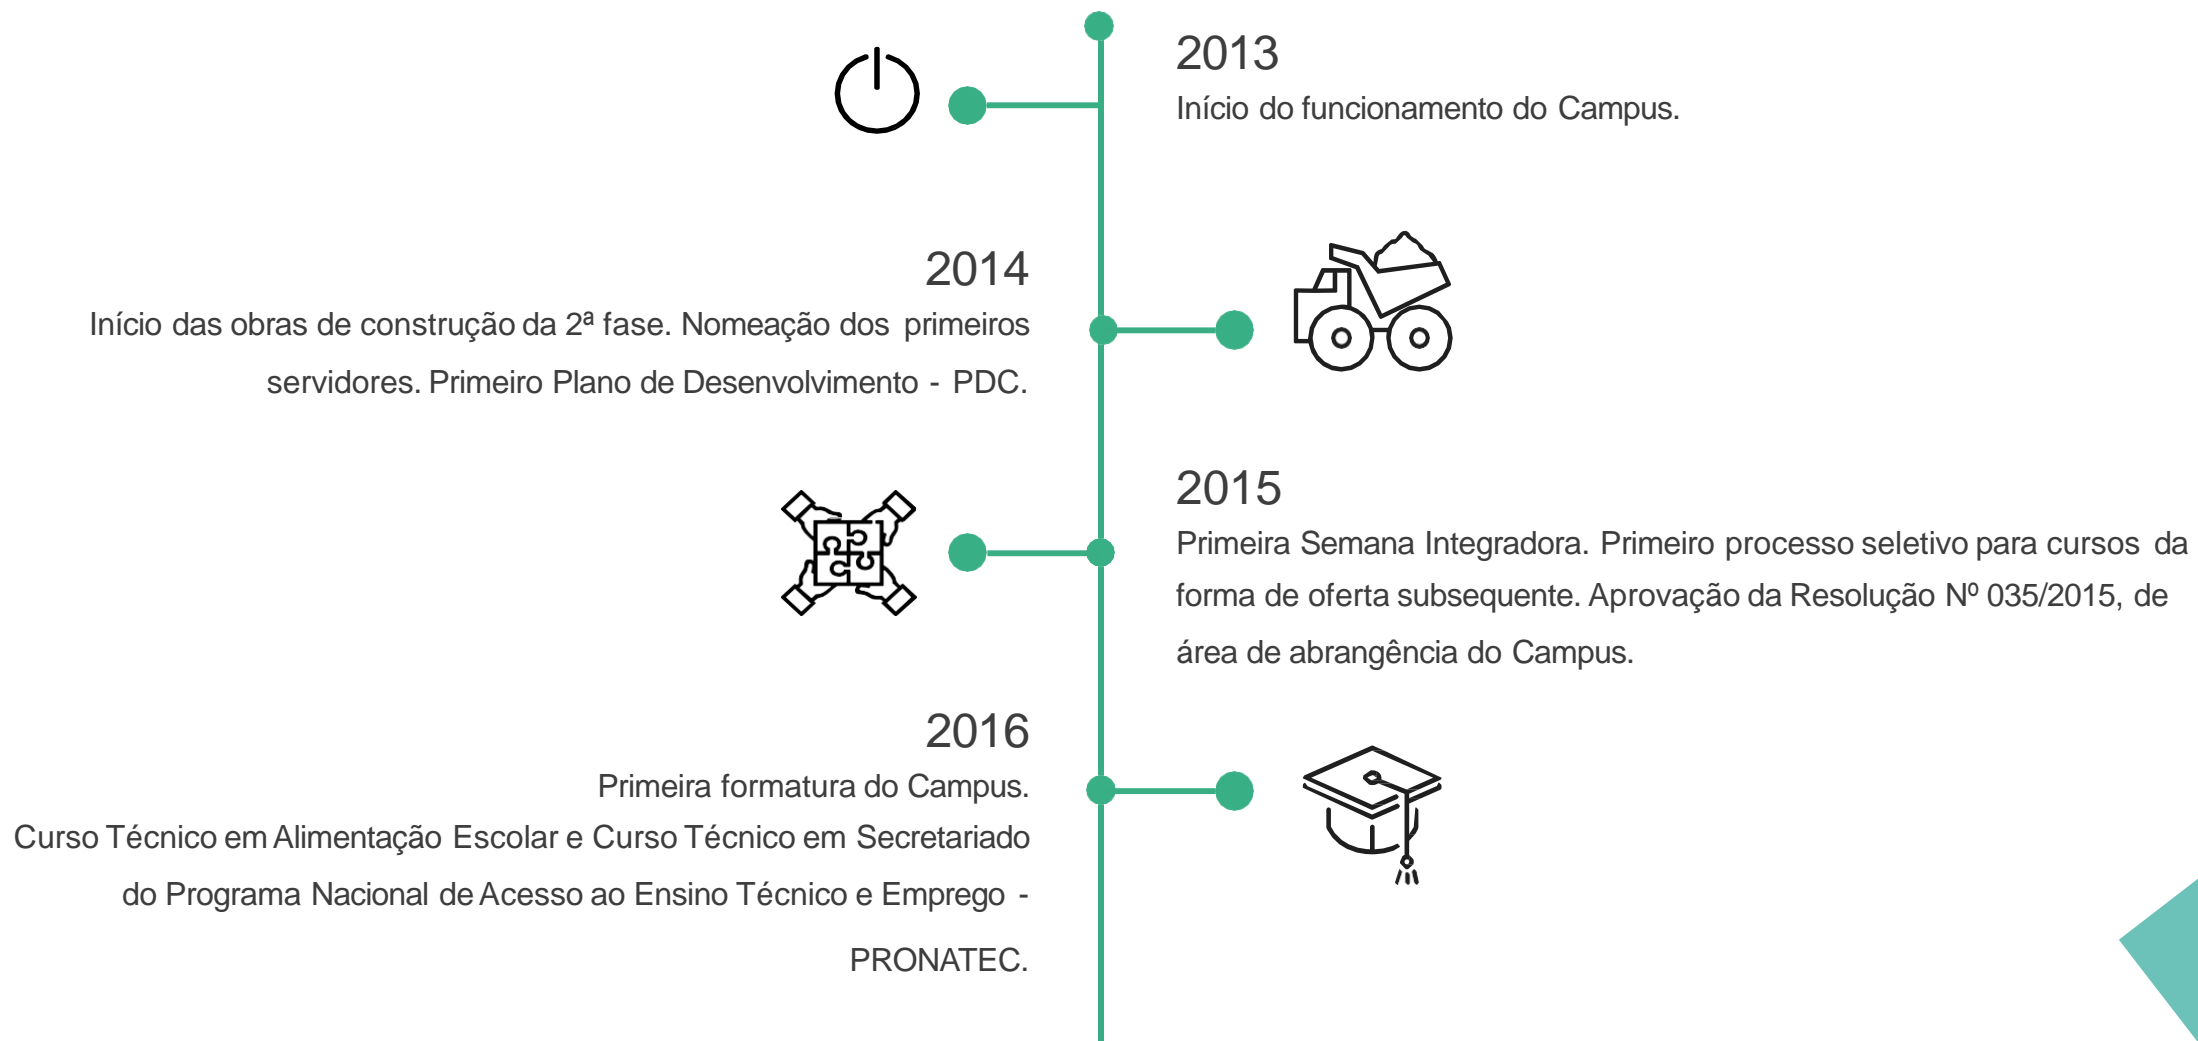 2013
Início do funcionamento do Campus.
2014
Início das obras de construção da 2ª fase. Nomeação dos primeiros
servidores. Primeiro Plano de Desenvolvimento - PDC.
2015
Primeira Semana Integradora. Primeiro processo seletivo para cursos da
forma de oferta subsequente. Aprovação da Resolução Nº 035/2015, de
área de abrangência do Campus.
2016
Primeira formatura do Campus.
Curso Técnico em Alimentação Escolar e Curso Técnico em Secretariado
do Programa Nacional de Acesso ao Ensino Técnico e Emprego -
PRONATEC.